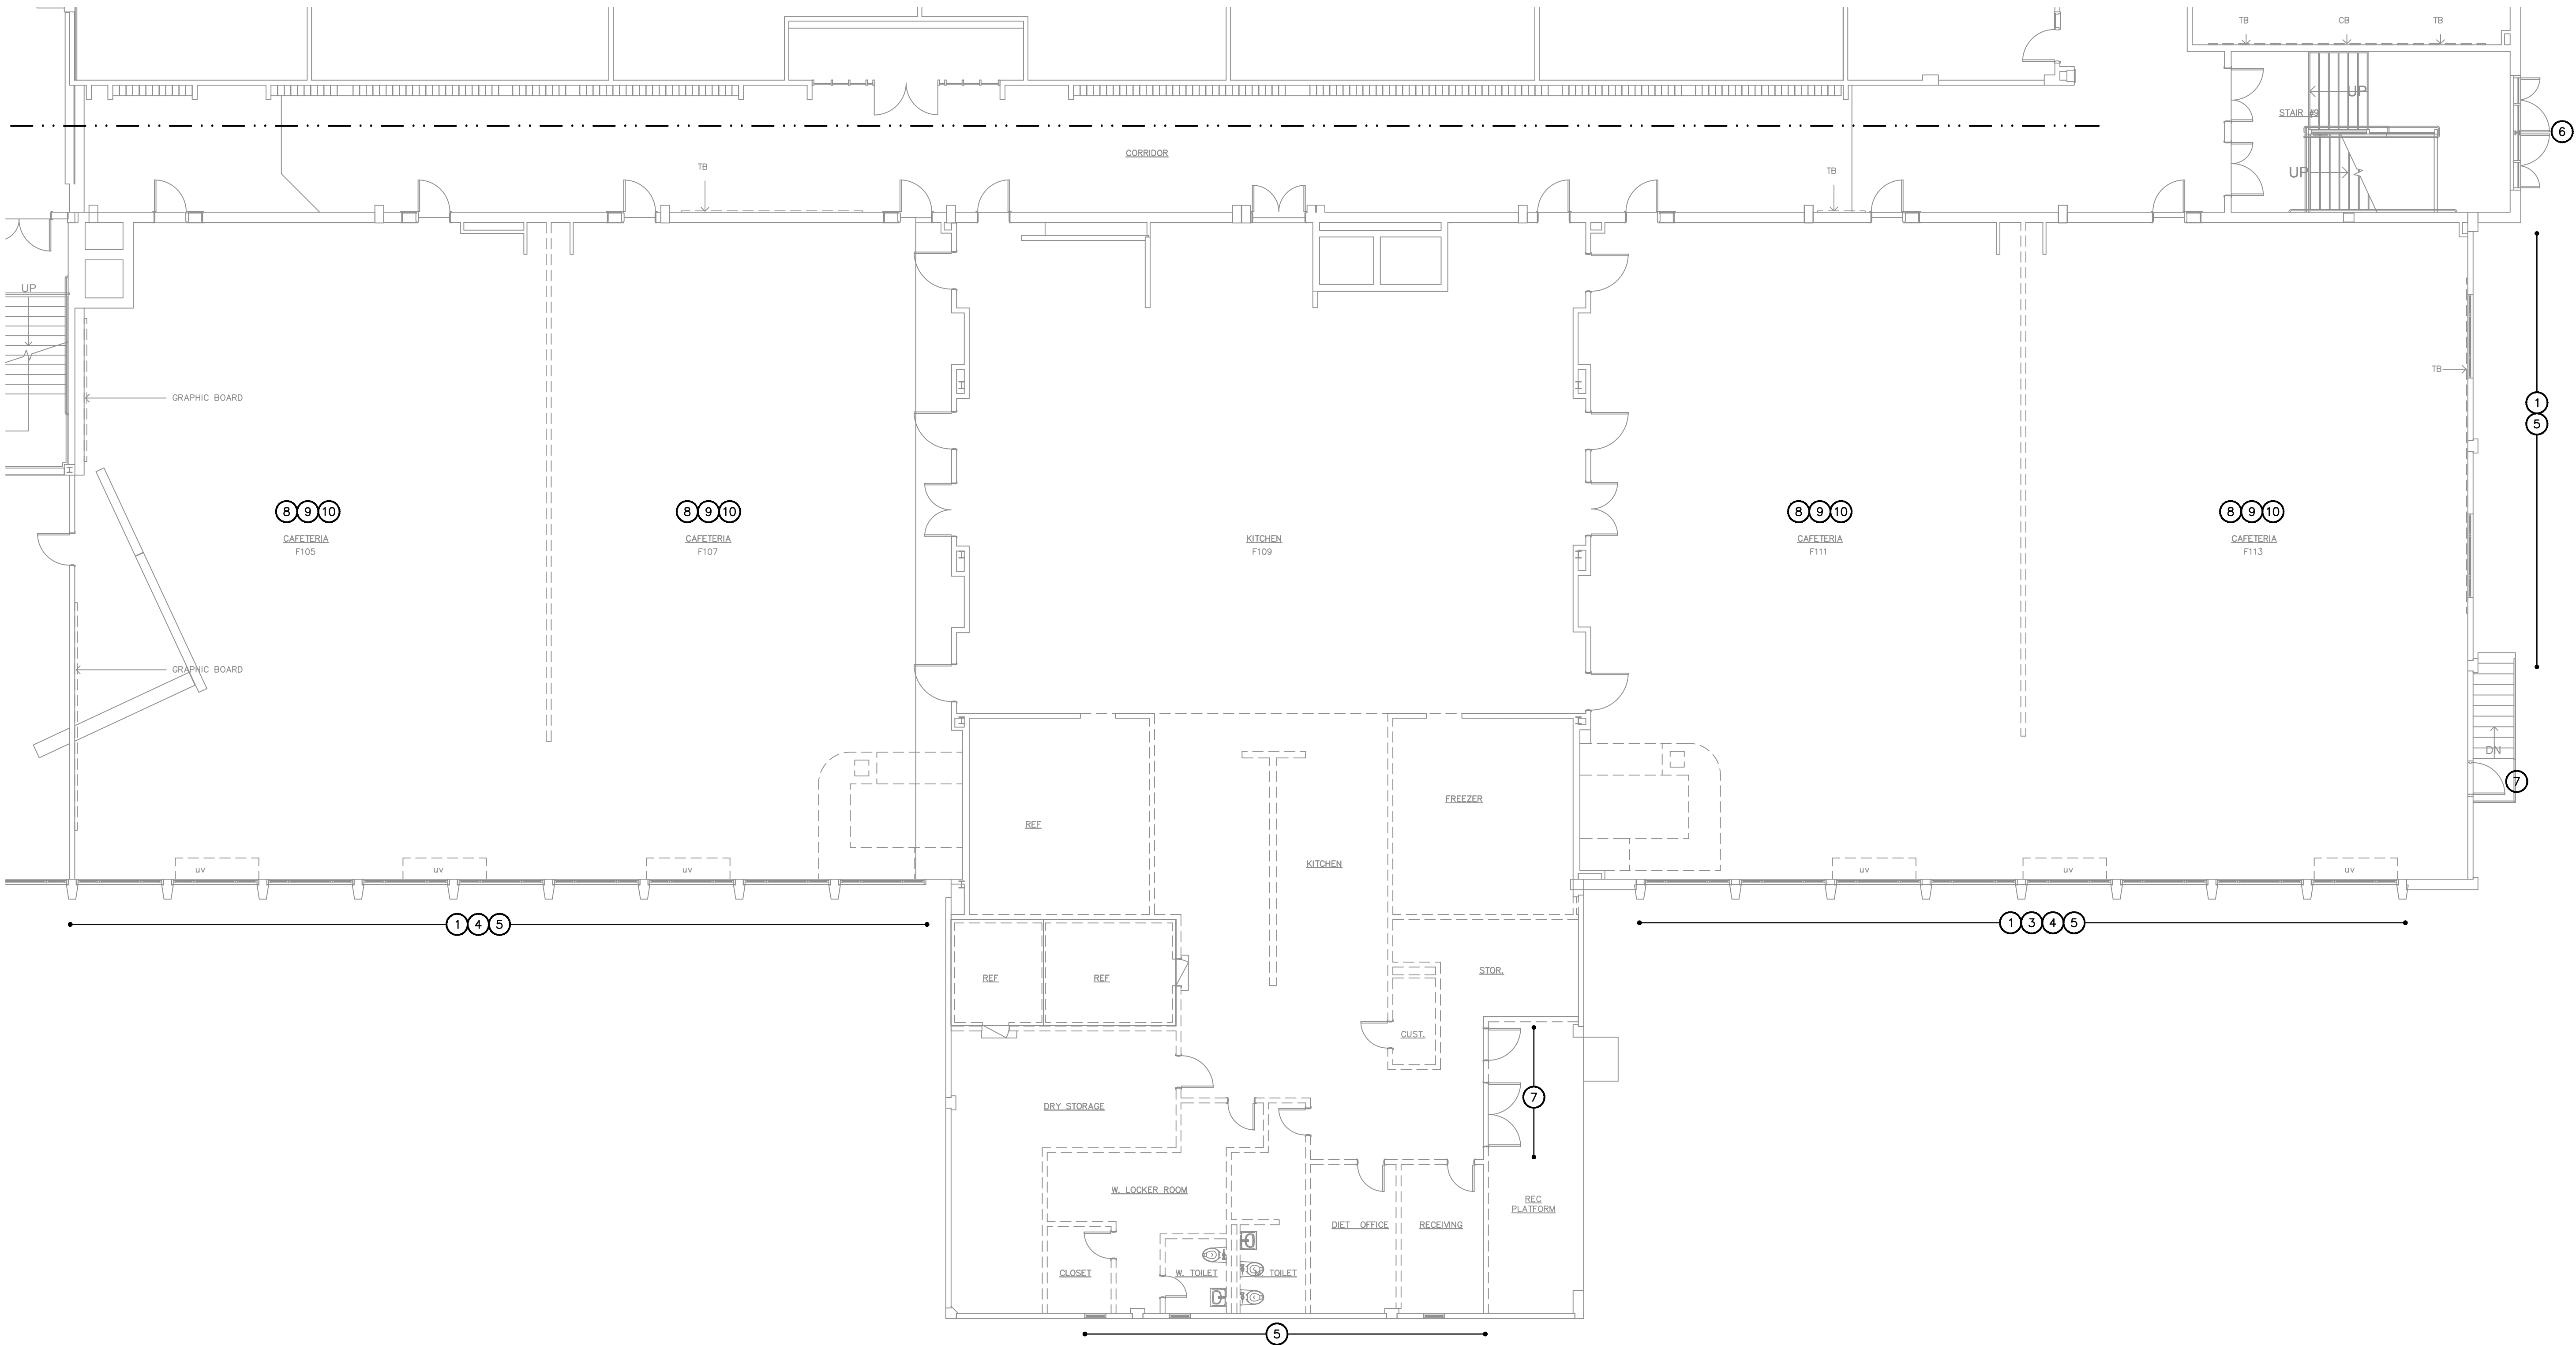 TB CB TB
UP
STAIR #9
6
CORRIDOR
TB
TB
UP
UP
TB
1
5
GRAPHIC BOARD
8 9 10
CAFETERIA
F105
8 9 10
CAFETERIA
F107
KITCHEN
F109
8 9 10
CAFETERIA
F111
8 9 10
CAFETERIA
F113
GRAPHIC BOARD
DN
7
REF
FREEZER
KITCHEN
uv
uv
uv
uv
uv
uv
1 4 5
1 3 4 5
REF
REF
STOR.
CUST.
7
DRY STORAGE
W. LOCKER ROOM
REC
PLATFORM
DIET OFFICE
RECEIVING
CLOSET
W. TOILET
M. TOILET
5